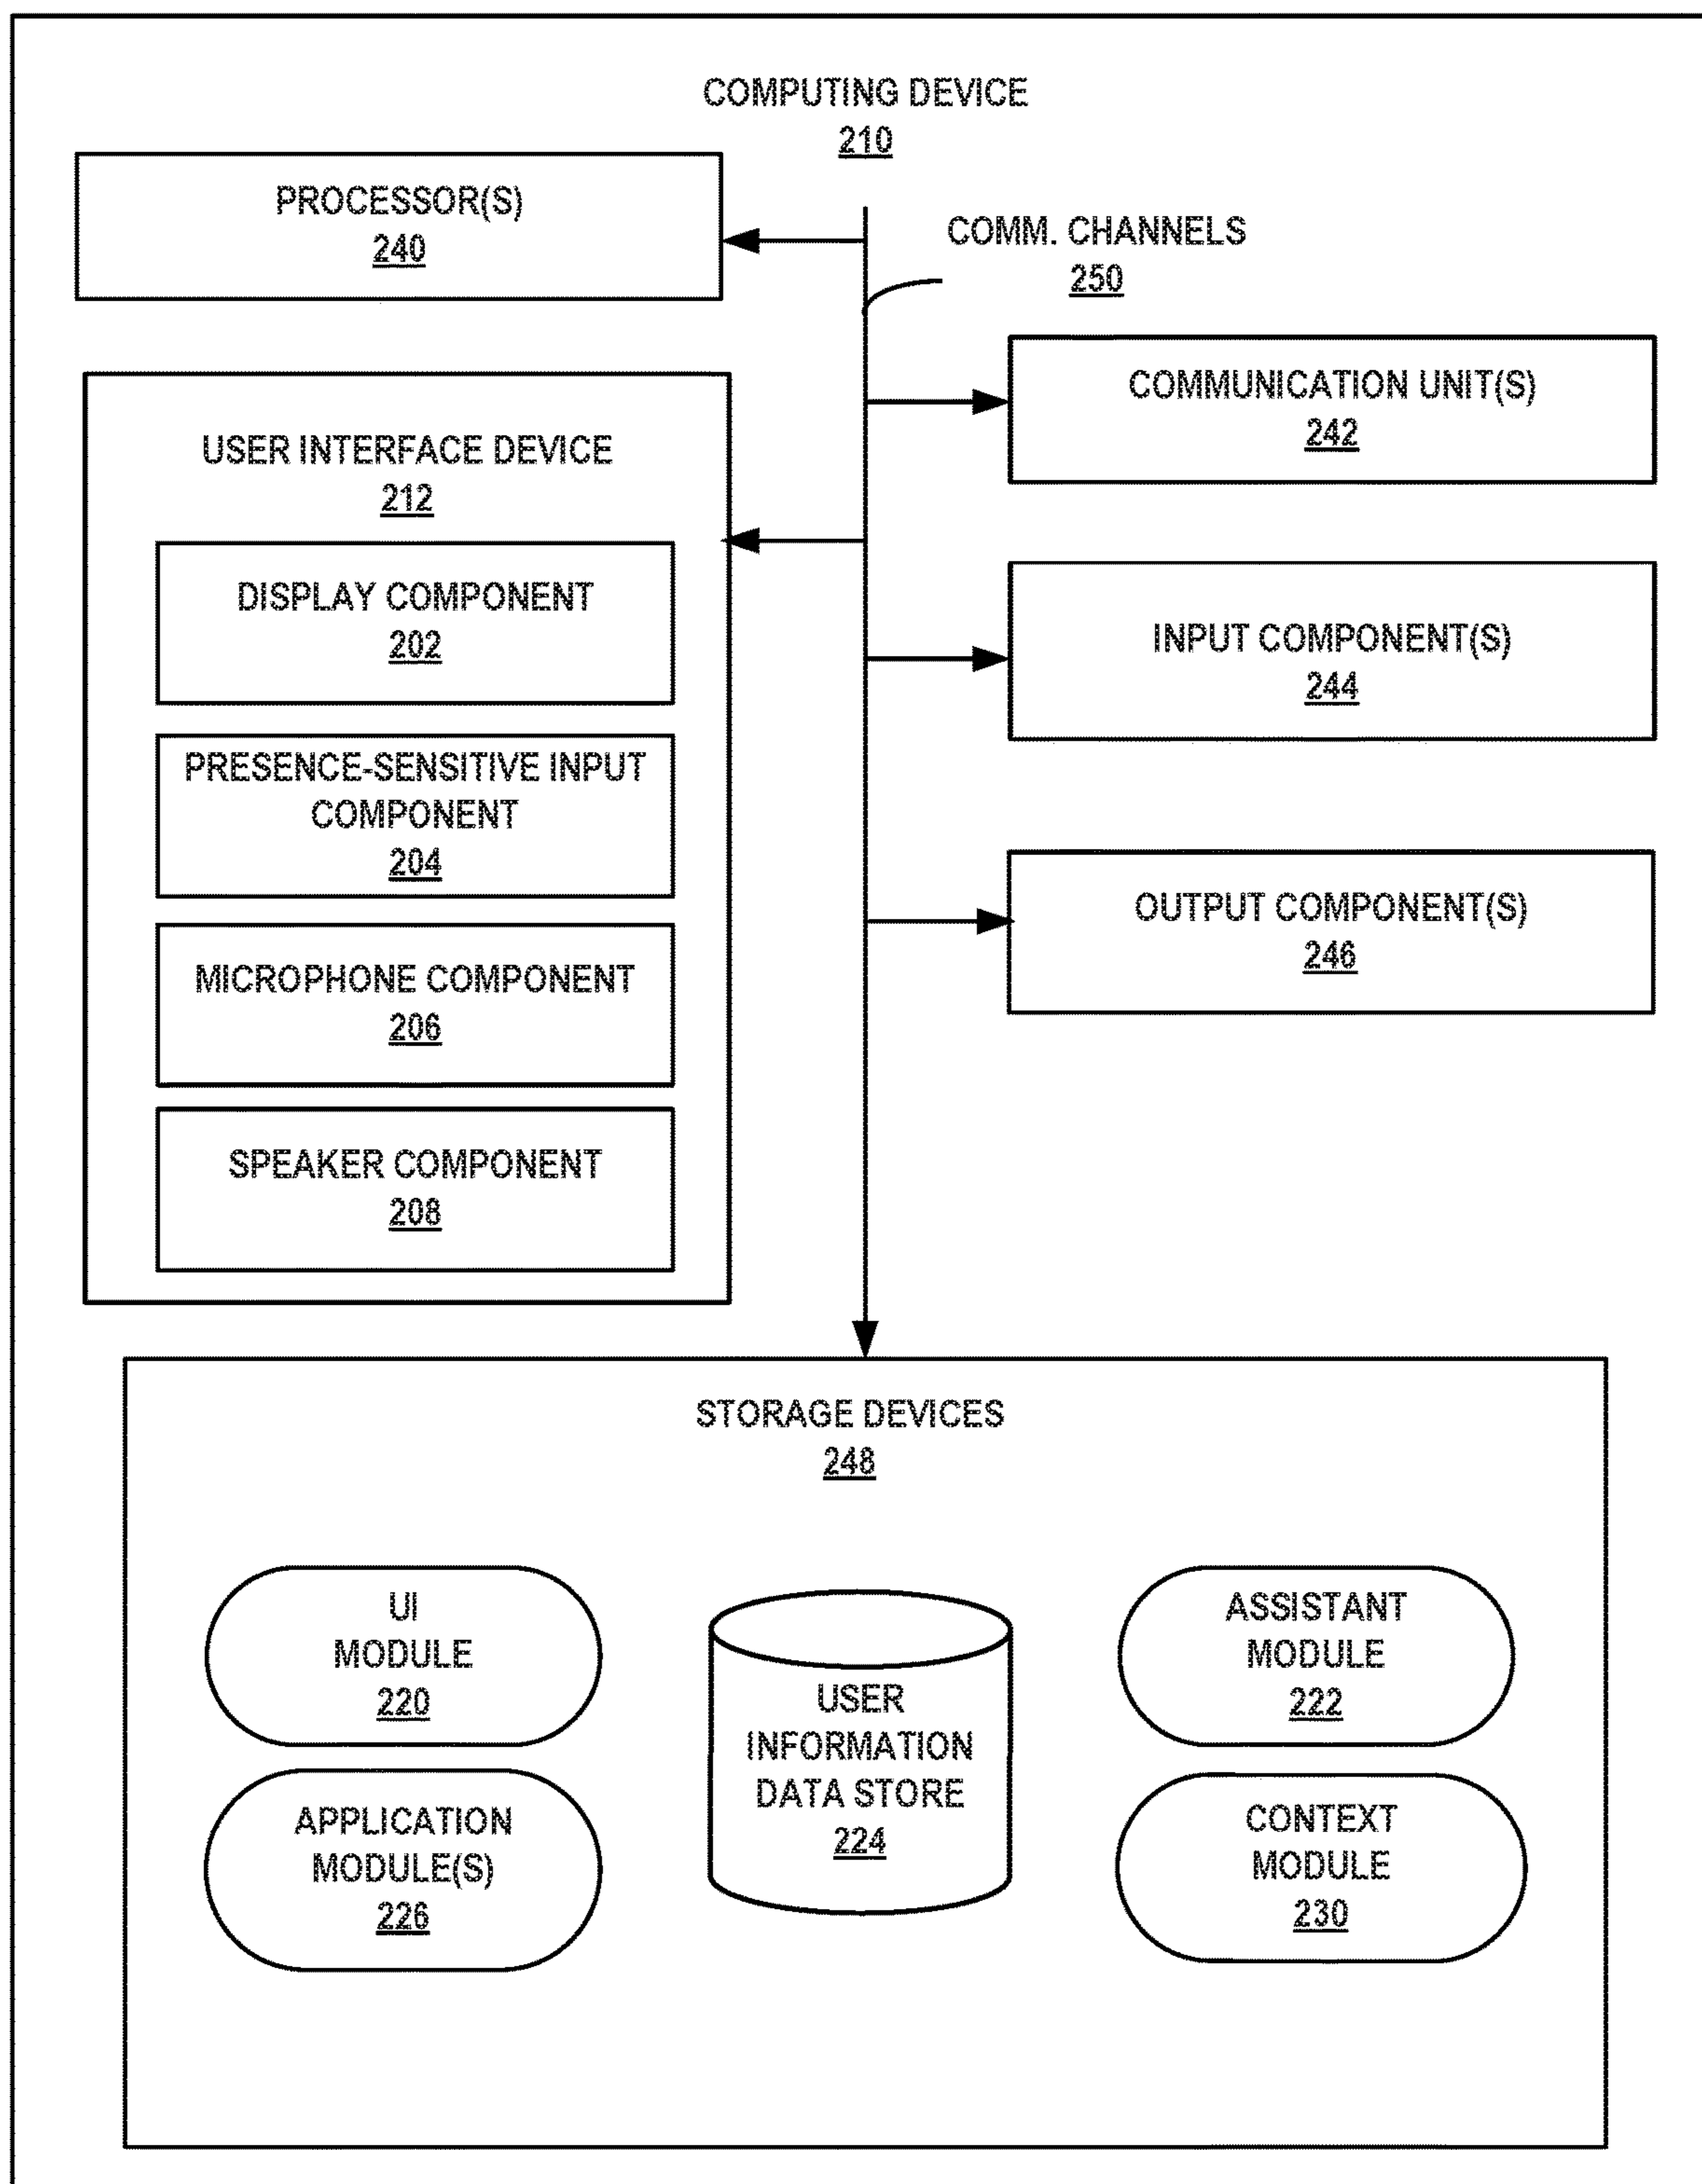 COMPUTING DEVICE
210
PROCESSOR(S)
240
COMM. CHANNELS
250
COMMUNICATION UNIT(S)
242
USER INTERFACE DEVICE
212
DISPLAY COMPONENT
202
INPUT COMPONENT(S)
244
PRESENCE-SENSITIVE INPUT
COMPONENT
204
OUTPUT COMPONENT(S)
246
MICROPHONE COMPONENT
206
SPEAKER COMPONENT
208
STORAGE DEVICES
248
UI
MODULE
220
USER
INFORMATION
DATA STORE
224
ASSISTANT
MODULE
222
APPLICATION
MODULE(S)
226
CONTEXT
MODULE
230